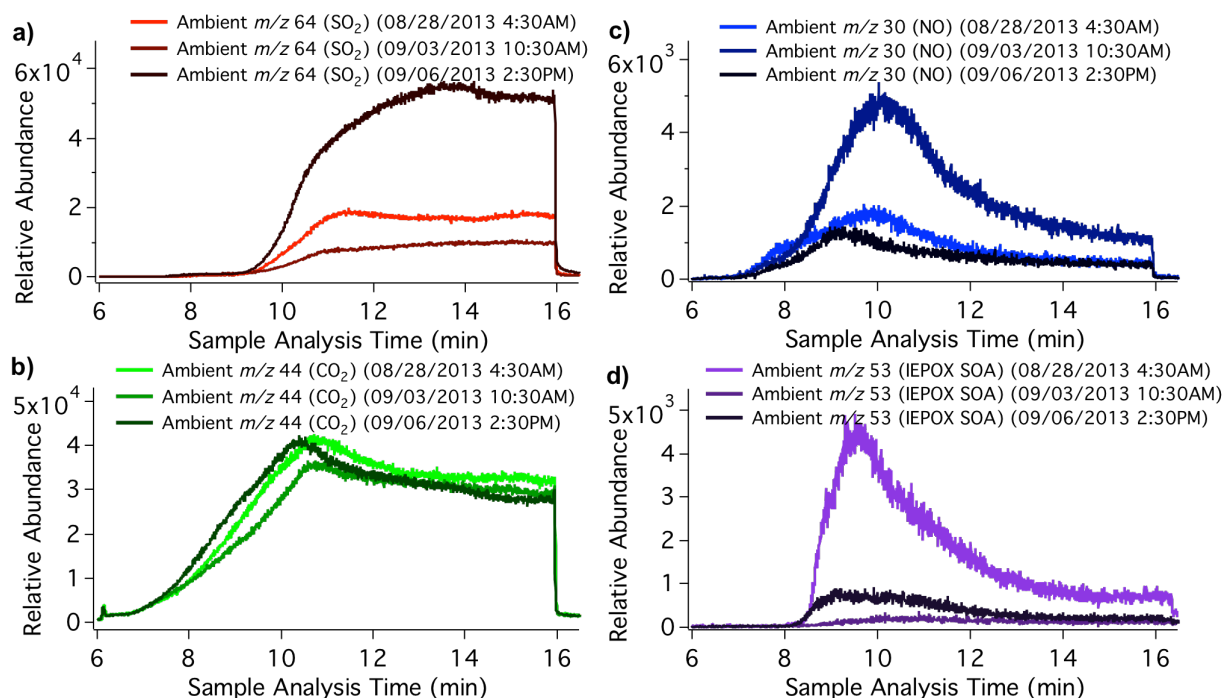 a)
Ambient m/z 64 (SO₂) (08/28/2013 4:30AM)
Ambient m/z 64 (SO₂) (09/03/2013 10:30AM)
Ambient m/z 64 (SO₂) (09/06/2013 2:30PM)
6x10⁴
4
2
0
Relative Abundance
6 8 10 12 14 16
Sample Analysis Time (min)
b)
Ambient m/z 44 (CO₂) (08/28/2013 4:30AM)
Ambient m/z 44 (CO₂) (09/03/2013 10:30AM)
Ambient m/z 44 (CO₂) (09/06/2013 2:30PM)
5x10⁴
4
3
2
1
0
Relative Abundance
6 8 10 12 14 16
Sample Analysis Time (min)
c)
Ambient m/z 30 (NO) (08/28/2013 4:30AM)
Ambient m/z 30 (NO) (09/03/2013 10:30AM)
Ambient m/z 30 (NO) (09/06/2013 2:30PM)
6x10³
4
2
0
Relative Abundance
6 8 10 12 14 16
Sample Analysis Time (min)
d)
Ambient m/z 53 (IEPOX SOA) (08/28/2013 4:30AM)
Ambient m/z 53 (IEPOX SOA) (09/03/2013 10:30AM)
Ambient m/z 53 (IEPOX SOA) (09/06/2013 2:30PM)
5x10³
4
3
2
1
0
Relative Abundance
6 8 10 12 14 16
Sample Analysis Time (min)